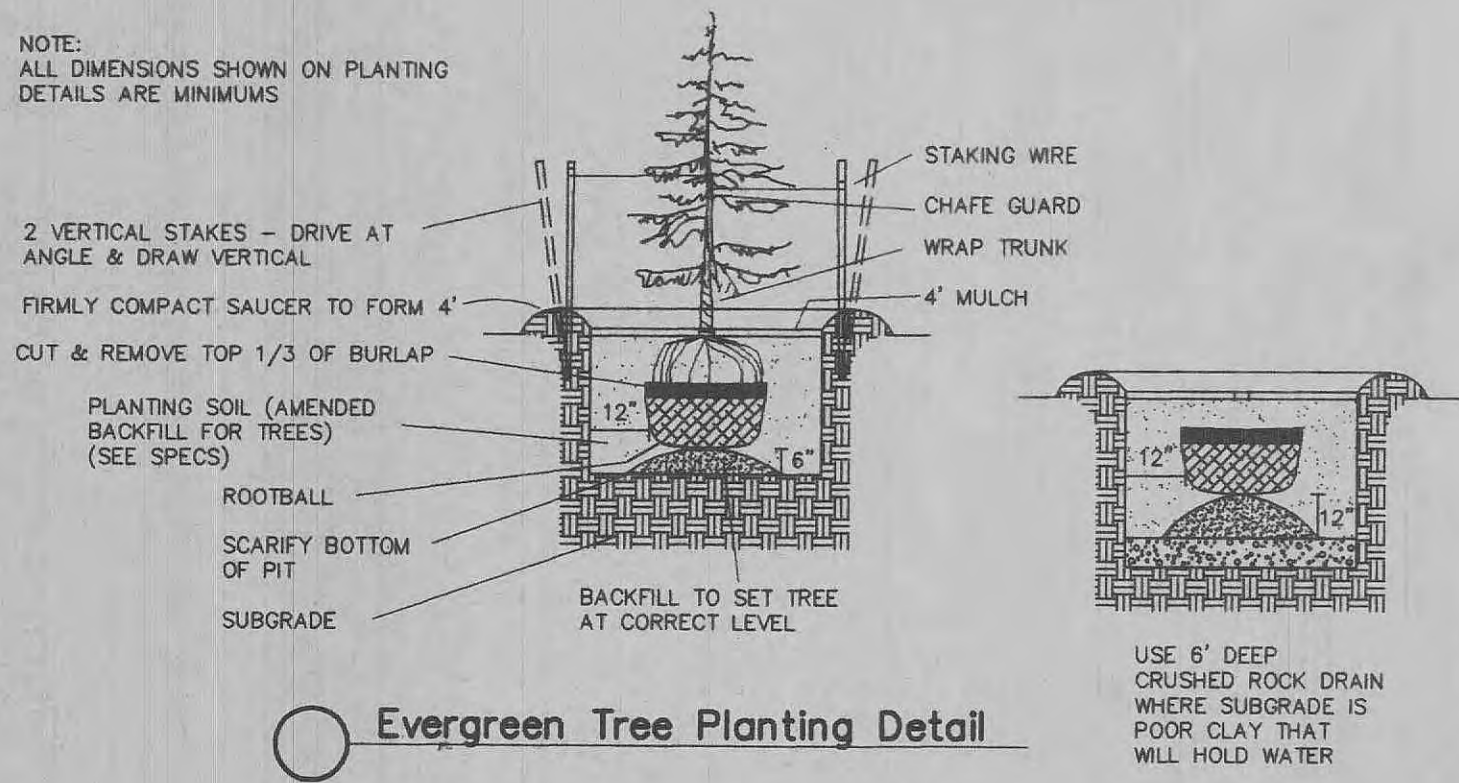 NOTE:
ALL DIMENSIONS SHOWN ON PLANTING
DETAILS ARE MINIMUMS
STAKING WIRE
CHAFE GUARD
WRAP TRUNK
4' MULCH
2 VERTICAL STAKES - DRIVE AT
ANGLE & DRAW VERTICAL
FIRMLY COMPACT SAUCER TO FORM 4'
CUT & REMOVE TOP 1/3 OF BURLAP
PLANTING SOIL (AMENDED
BACKFILL FOR TREES)
(SEE SPECS)
ROOTBALL
SCARIFY BOTTOM
OF PIT
SUBGRADE
12"
6"
BACKFILL TO SET TREE
AT CORRECT LEVEL
12"
12"
USE 6' DEEP
CRUSHED ROCK DRAIN
WHERE SUBGRADE IS
POOR CLAY THAT
WILL HOLD WATER
Evergreen Tree Planting Detail